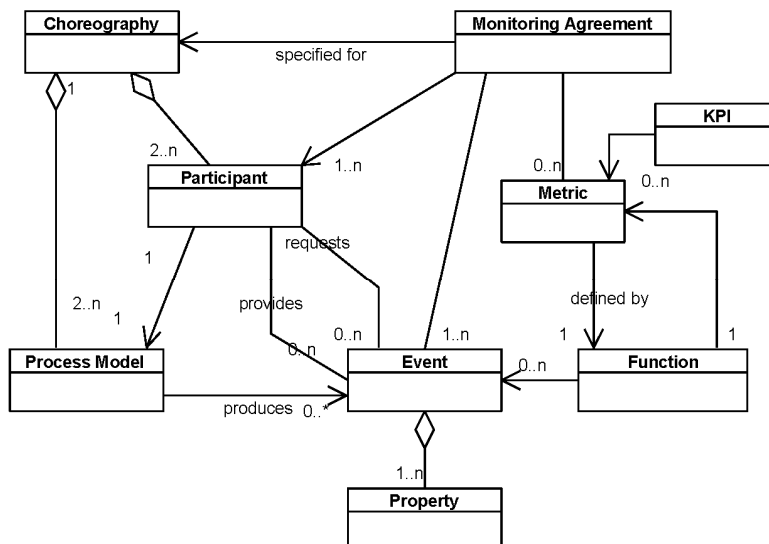 Choreography
Monitoring Agreement
specified for
1
KPI
2..n
1..n
0..n
0..n
Participant
Metric
requests
1
provides
defined by
2..n
1
0..n
0..n
1..n
1
0..n
1
Process Model
Event
Function
produces
0..*
1..n
Property